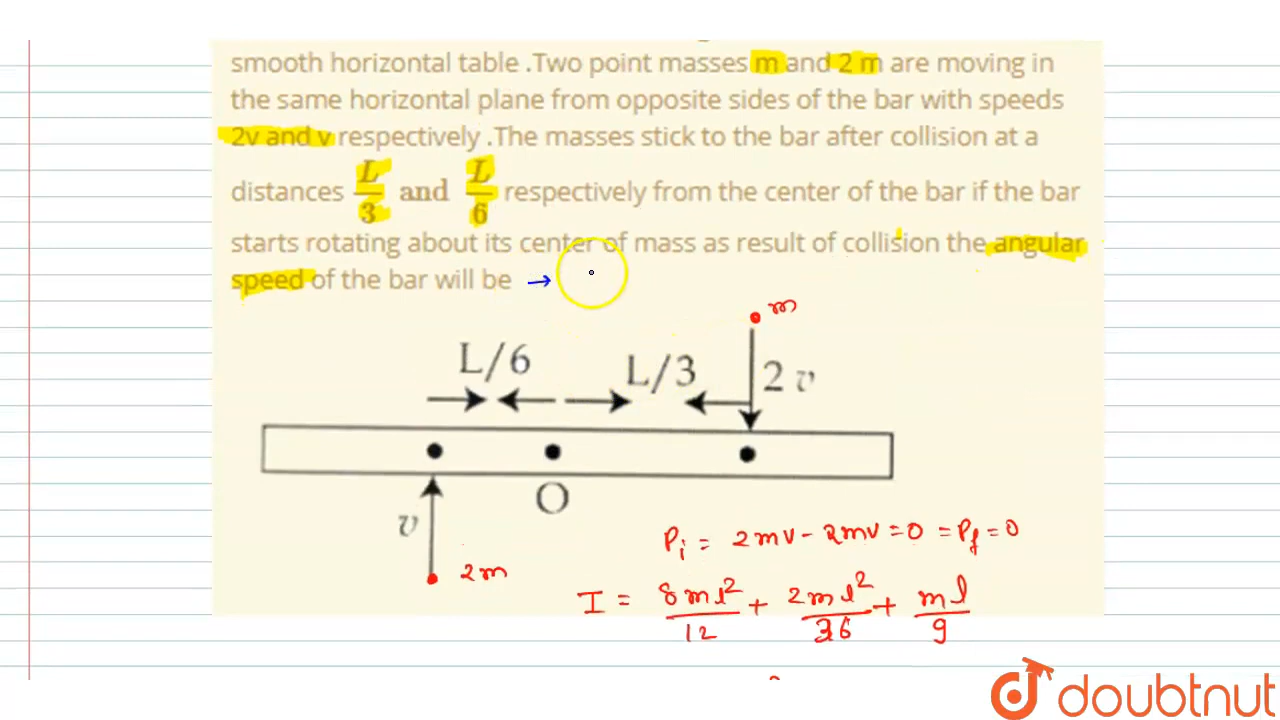 smooth horizontal table .Two point masses m and 2 m are moving in
the same horizontal plane from opposite sides of the bar with speeds
2v and v respectively .The masses stick to the bar after collision at a
distances L/3 and L/6 respectively from the center of the bar if the bar
starts rotating about its center of mass as result of collision the angular
speed of the bar will be →
m
L/6
L/3
2 v
O
v
2m
Pi = 2mv - 2mv = 0 = Pf = 0
I = 8ml²/12 + 2ml²/36 + ml/9
doubtnut